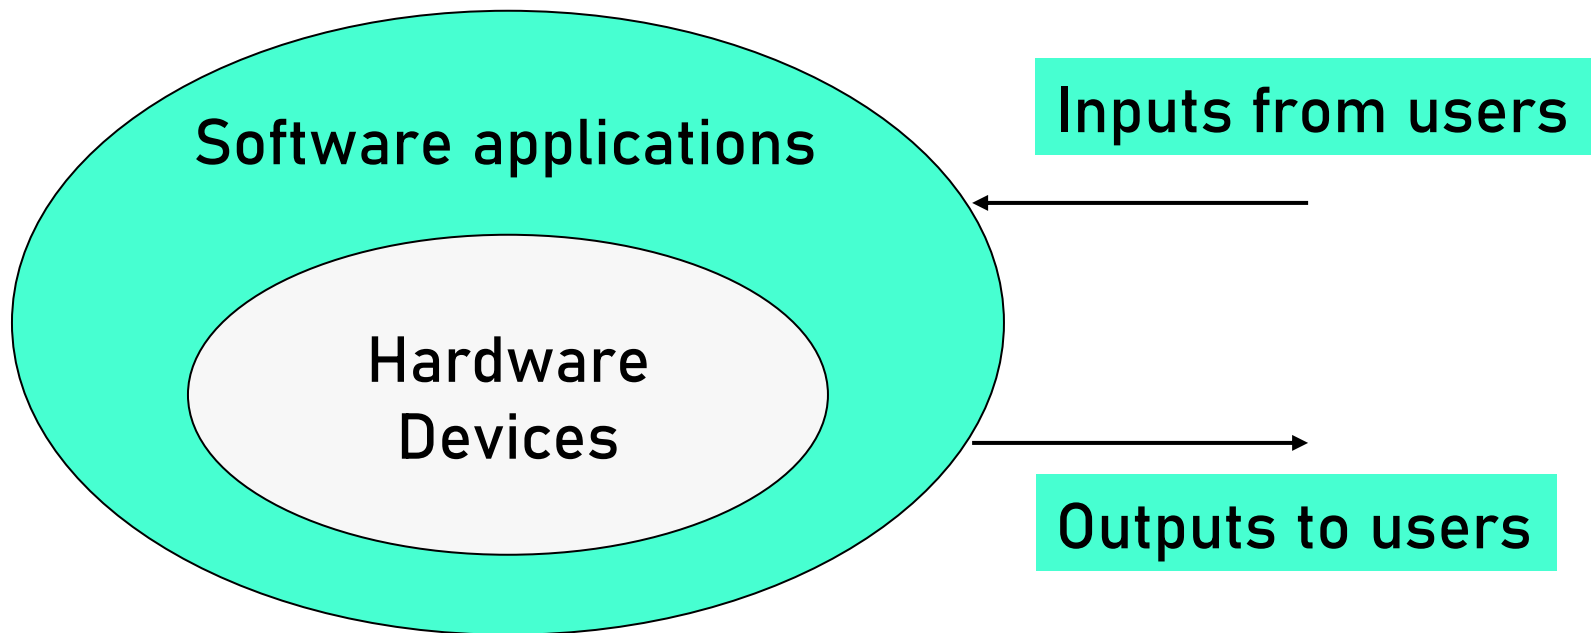 Software applications
Inputs from users
Hardware
Devices
Outputs to users